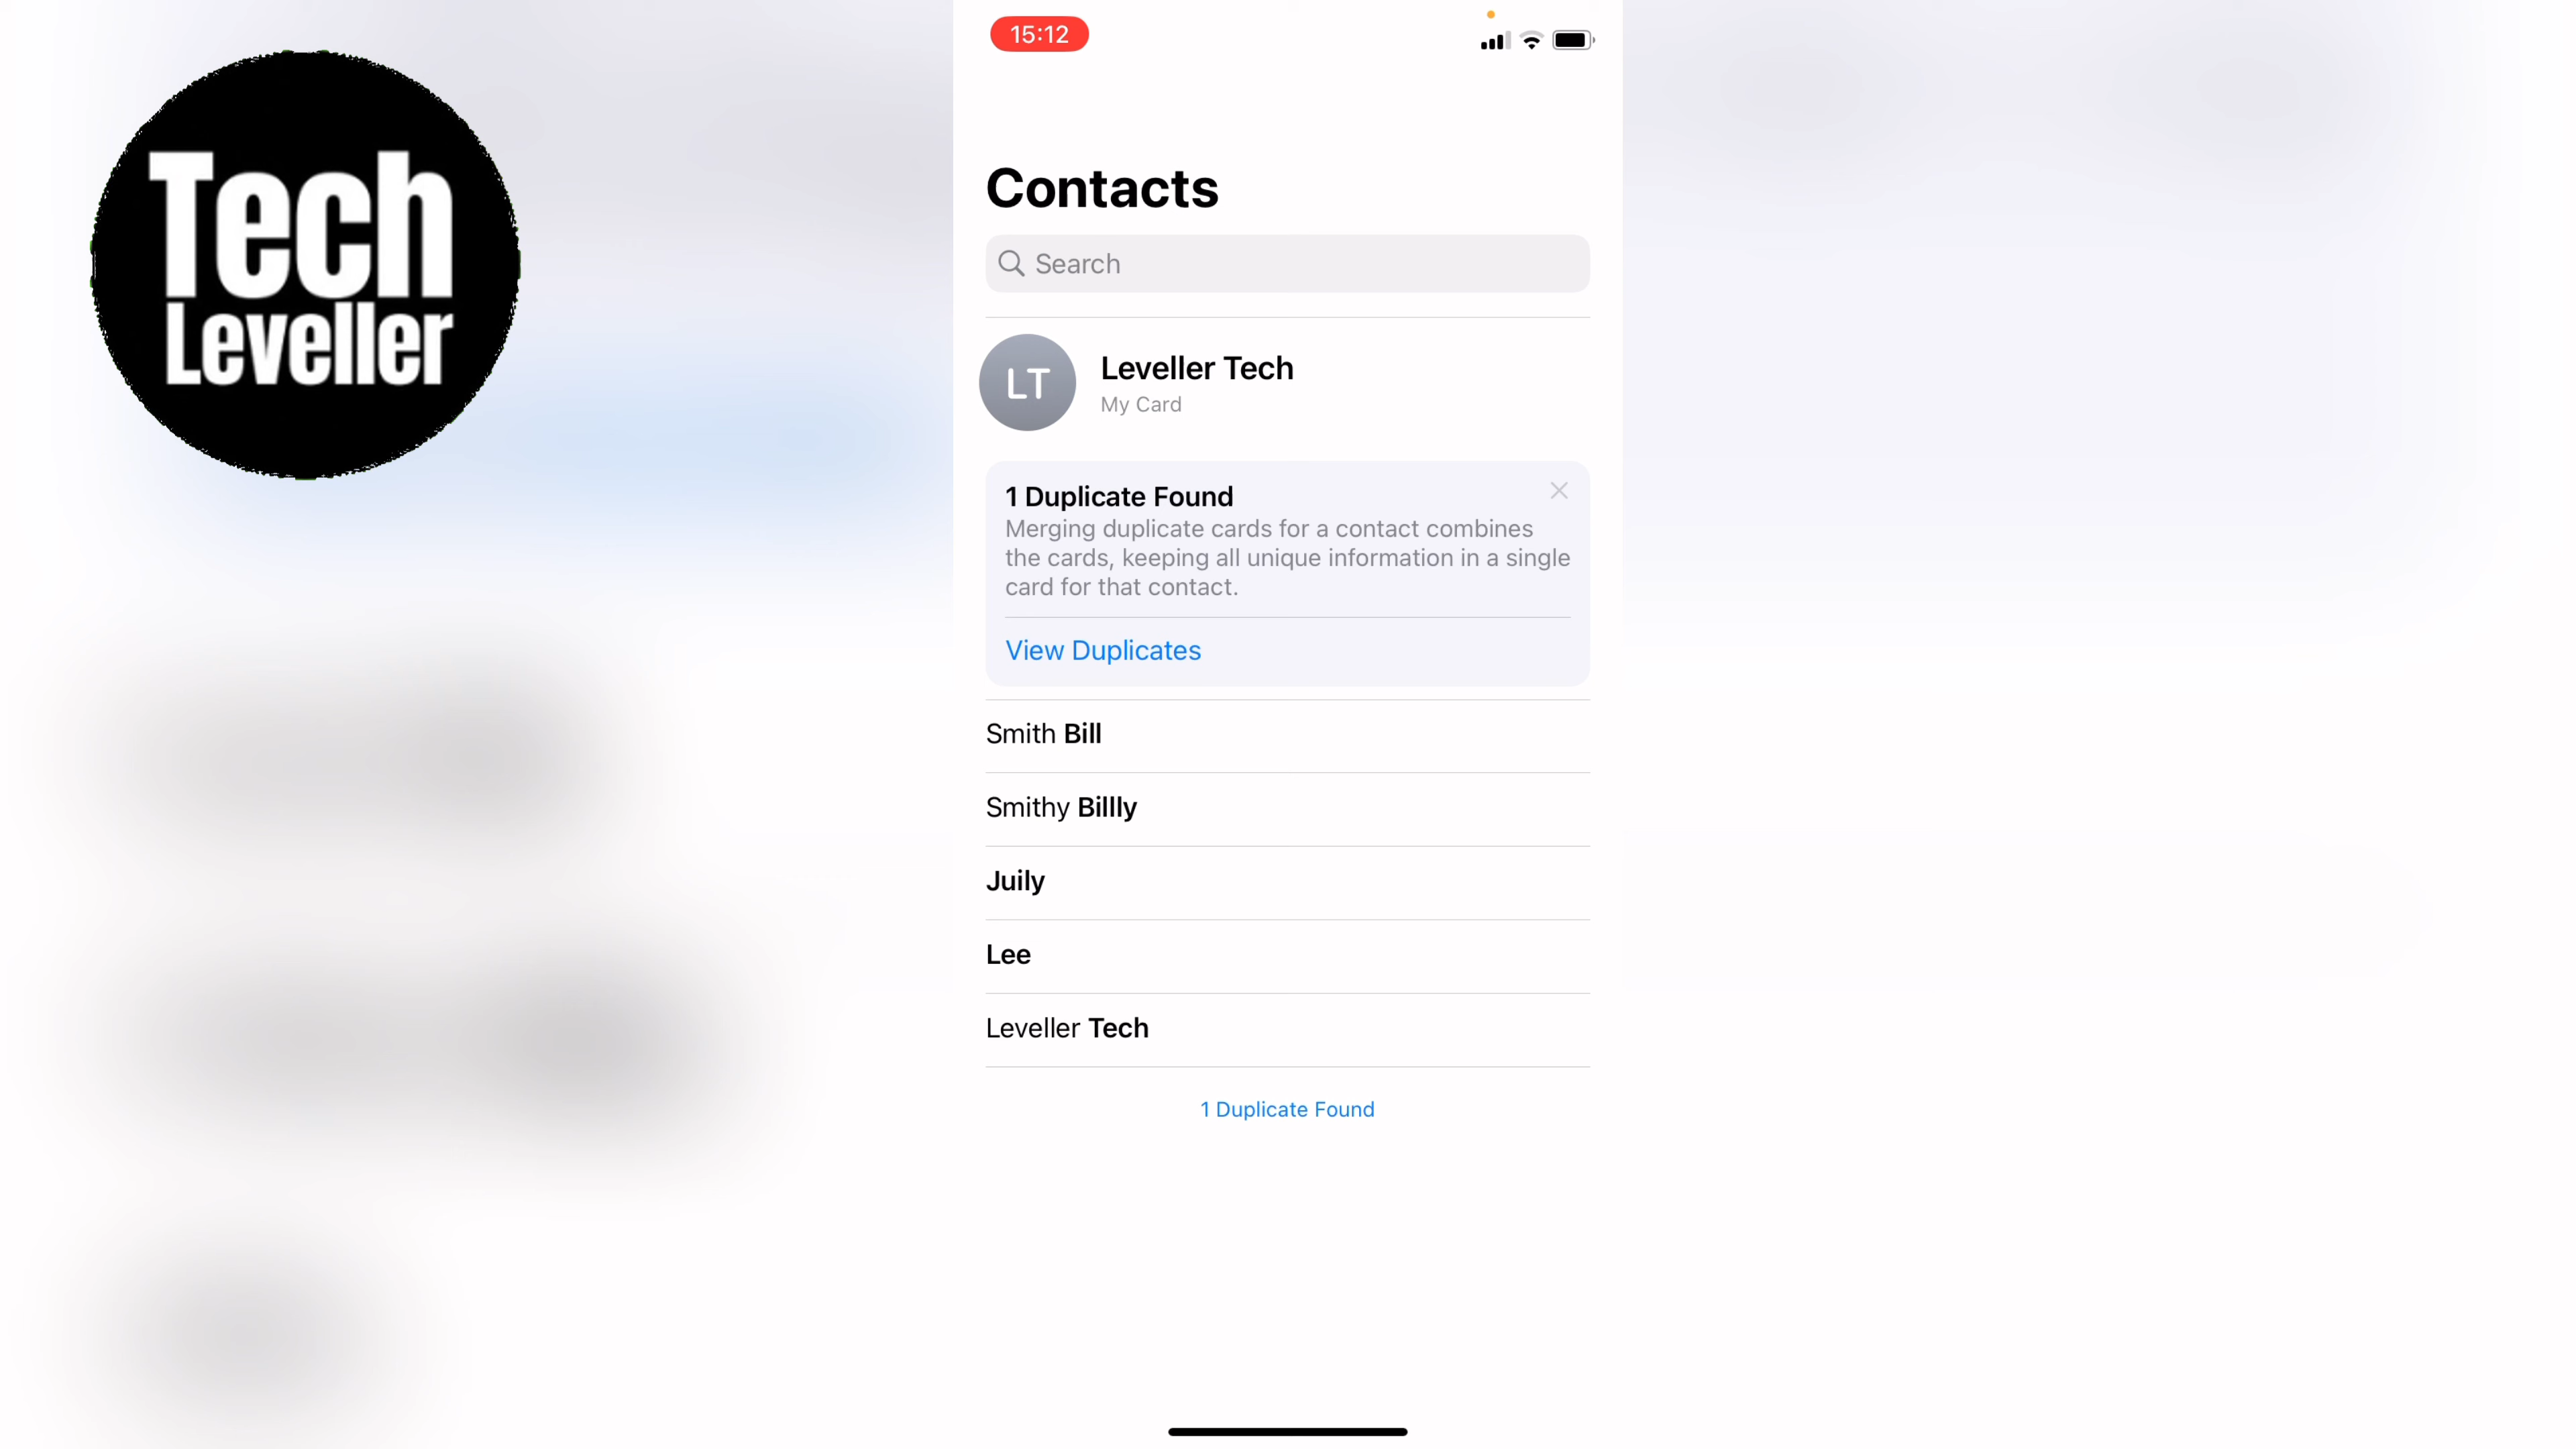 Tech
Leveller
15:12
Contacts
Search
LT
Leveller Tech
My Card
1 Duplicate Found
Merging duplicate cards for a contact combines
the cards, keeping all unique information in a single
card for that contact.
View Duplicates
Smith Bill
Smithy Billly
Juily
Lee
Leveller Tech
1 Duplicate Found